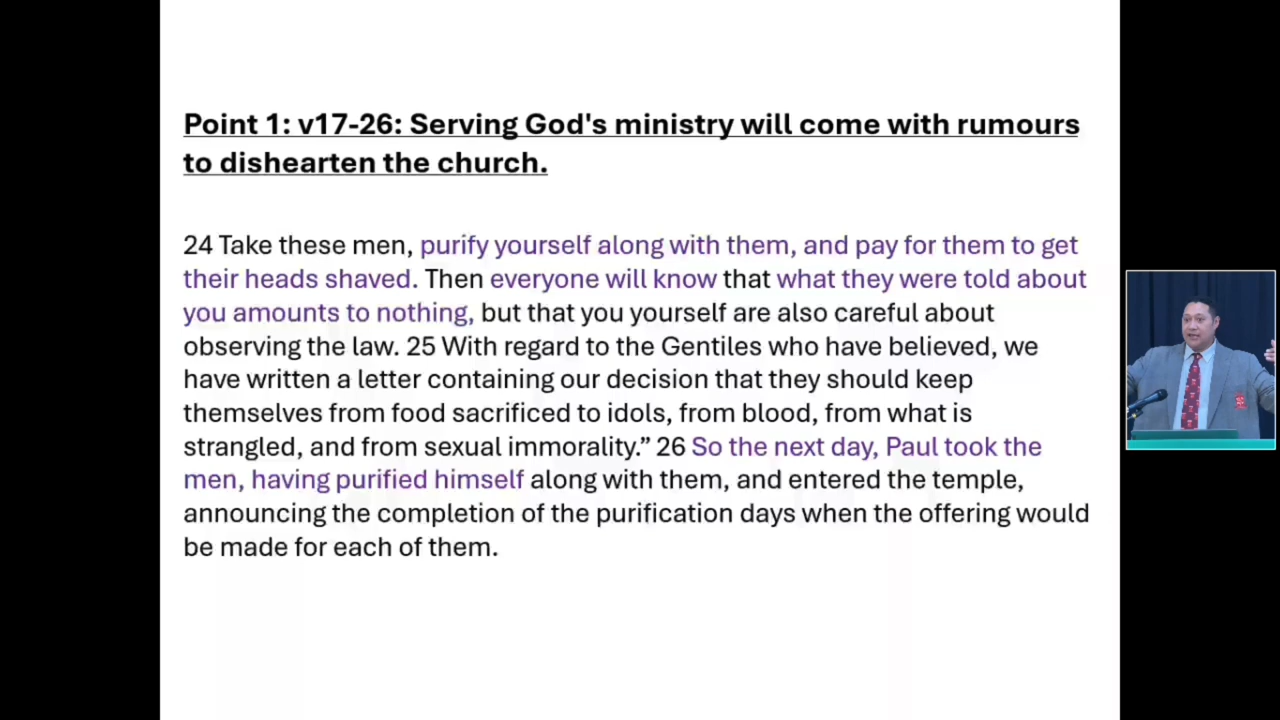 Point 1: v17-26: Serving God's ministry will come with rumours
to dishearten the church.
24 Take these men, purify yourself along with them, and pay for them to get
their heads shaved. Then everyone will know that what they were told about
you amounts to nothing, but that you yourself are also careful about
observing the law. 25 With regard to the Gentiles who have believed, we
have written a letter containing our decision that they should keep
themselves from food sacrificed to idols, from blood, from what is
strangled, and from sexual immorality.” 26 So the next day, Paul took the
men, having purified himself along with them, and entered the temple,
announcing the completion of the purification days when the offering would
be made for each of them.